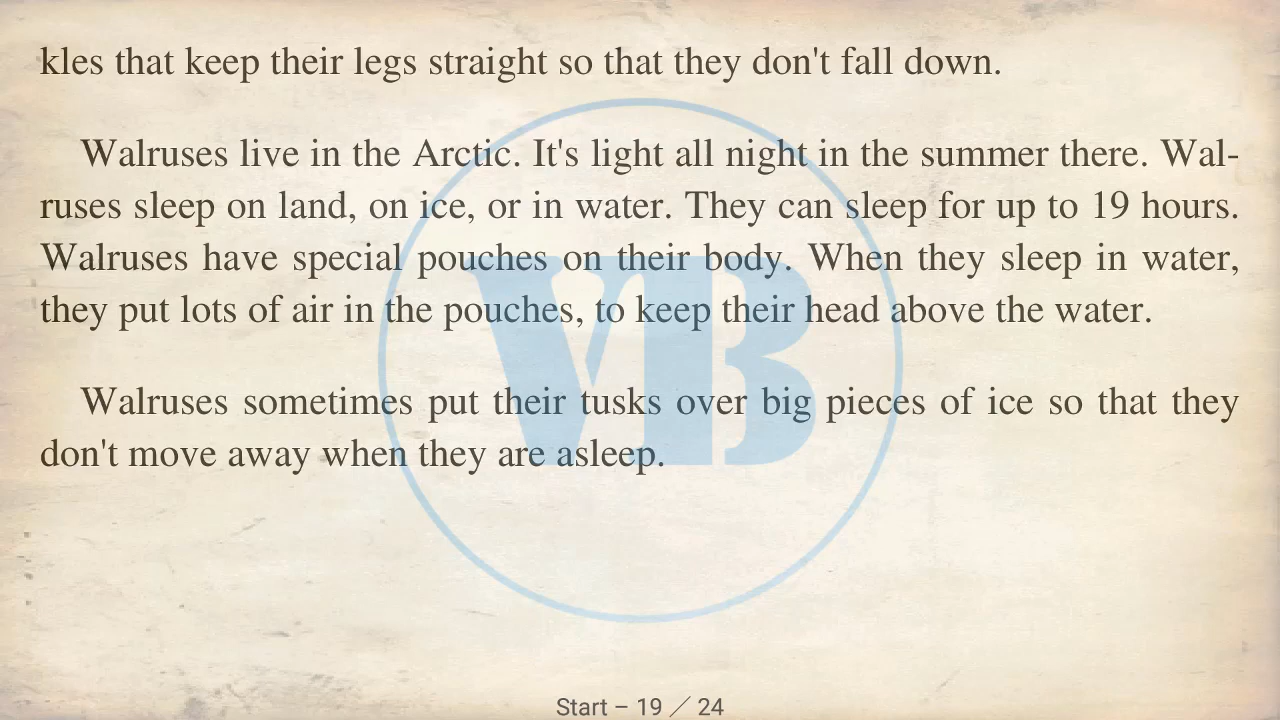 kles that keep their legs straight so that they don't fall down.
Walruses live in the Arctic. It's light all night in the summer there. Wal-
ruses sleep on land, on ice, or in water. They can sleep for up to 19 hours.
Walruses have special pouches on their body. When they sleep in water,
they put lots of air in the pouches, to keep their head above the water.
VB
Walruses sometimes put their tusks over big pieces of ice so that they
don't move away when they are asleep.
Start – 19 ⁄ 24